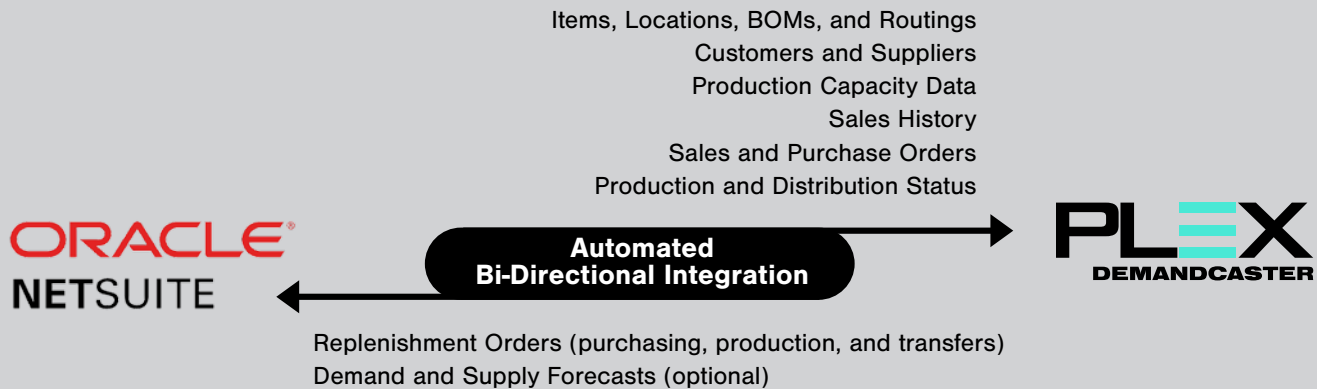 Items, Locations, BOMs, and Routings
Customers and Suppliers
Production Capacity Data
Sales History
Sales and Purchase Orders
Production and Distribution Status
ORACLE®
NETSUITE
Automated
Bi-Directional Integration
PLEX
DEMANDCASTER
Replenishment Orders (purchasing, production, and transfers)
Demand and Supply Forecasts (optional)